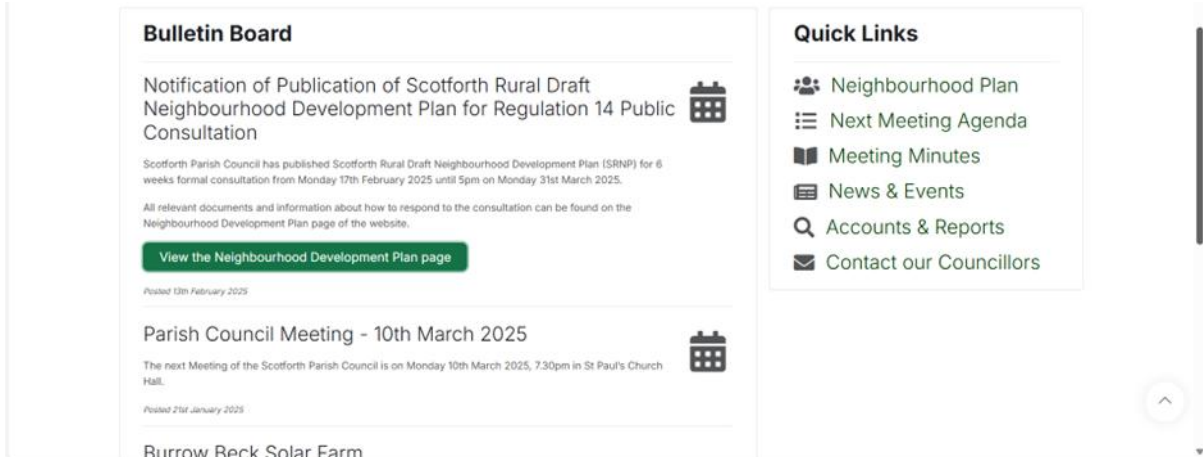 Bulletin Board
Notification of Publication of Scotforth Rural Draft
Neighbourhood Development Plan for Regulation 14 Public
Consultation
Scotforth Parish Council has published Scotforth Rural Draft Neighbourhood Development Plan (SRNP) for 6
weeks formal consultation from Monday 17th February 2025 until 5pm on Monday 31st March 2025.
All relevant documents and information about how to respond to the consultation can be found on the
Neighbourhood Development Plan page of the website.
View the Neighbourhood Development Plan page
Posted 13th February 2025
Parish Council Meeting - 10th March 2025
The next Meeting of the Scotforth Parish Council is on Monday 10th March 2025, 7.30pm in St Paul's Church
Hall.
Posted 21st January 2025
Burrow Beck Solar Farm
Quick Links
Neighbourhood Plan
Next Meeting Agenda
Meeting Minutes
News & Events
Accounts & Reports
Contact our Councillors